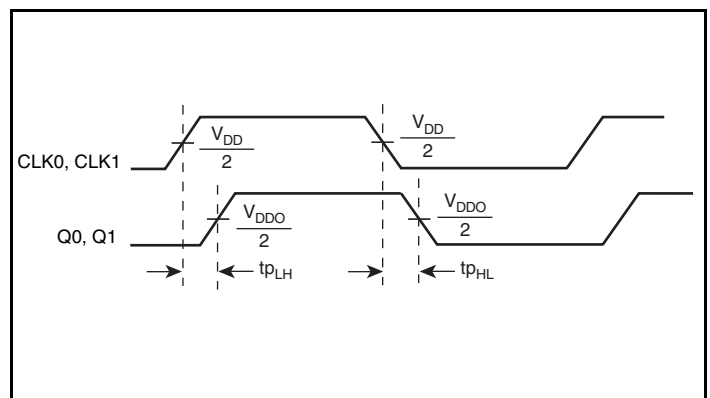 CLK0, CLK1
V_DD
2
V_DD
2
Q0, Q1
V_DDO
2
V_DDO
2
tp_LH
tp_HL